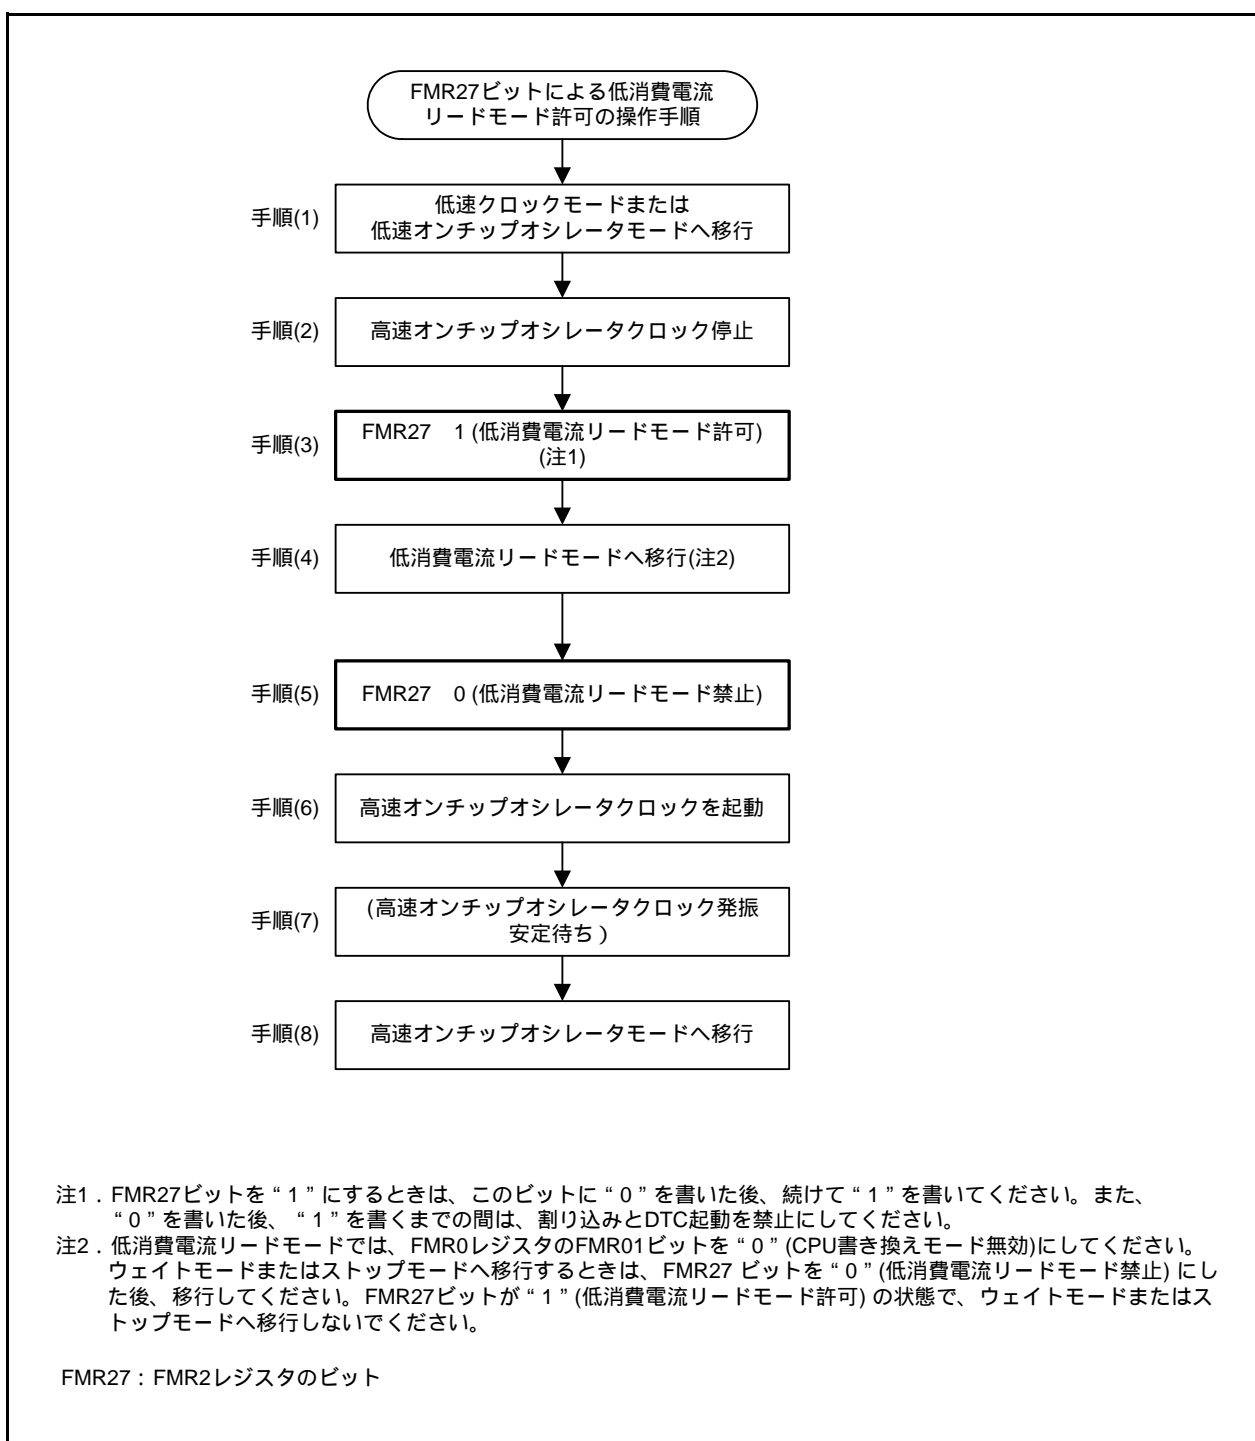 FMR27ビットによる低消費電流
リードモード許可の操作手順
手順(1)
低速クロックモードまたは
低速オンチップオシレータモードへ移行
手順(2)
高速オンチップオシレータクロック停止
手順(3)
FMR27　1 (低消費電流リードモード許可)
(注1)
手順(4)
低消費電流リードモードへ移行(注2)
手順(5)
FMR27　0 (低消費電流リードモード禁止)
手順(6)
高速オンチップオシレータクロックを起動
手順(7)
(高速オンチップオシレータクロック発振
安定待ち）
手順(8)
高速オンチップオシレータモードへ移行
注1．FMR27ビットを“1”にするときは、このビットに“0”を書いた後、続けて“1”を書いてください。また、
“0”を書いた後、“1”を書くまでの間は、割り込みとDTC起動を禁止にしてください。
注2．低消費電流リードモードでは、FMR0レジスタのFMR01ビットを“0”(CPU書き換えモード無効)にしてください。
ウェイトモードまたはストップモードへ移行するときは、FMR27 ビットを“0”(低消費電流リードモード禁止) にし
た後、移行してください。FMR27ビットが“1”(低消費電流リードモード許可) の状態で、ウェイトモードまたはス
トップモードへ移行しないでください。
FMR27：FMR2レジスタのビット